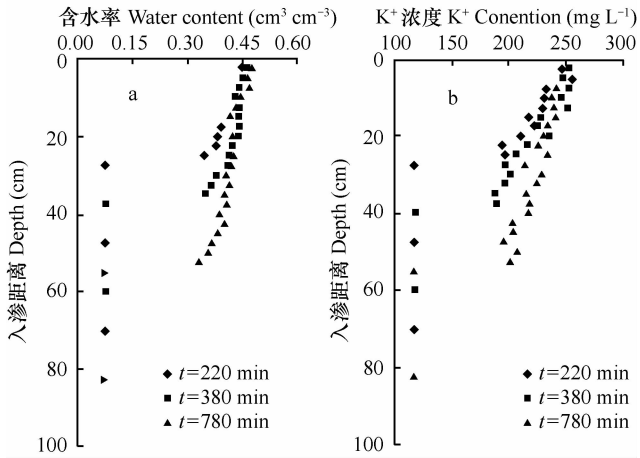 含水率 Water content (cm³ cm⁻³)
0.00 0.15 0.30 0.45 0.60
0
20
40
60
80
100
入渗距离 Depth (cm)
a
t=220 min
t=380 min
t=780 min
K⁺ 浓度 K⁺ Conention (mg L⁻¹)
100 150 200 250 300
0
20
40
60
80
100
入渗距离 Depth (cm)
b
t=220 min
t=380 min
t=780 min